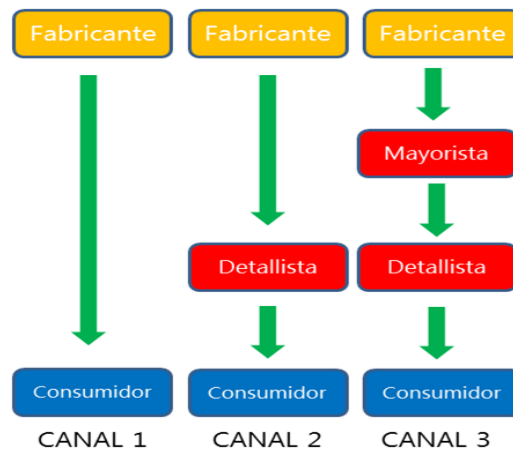 Fabricante
Fabricante
Fabricante
Mayorista
Detallista
Detallista
Consumidor
Consumidor
Consumidor
CANAL 1
CANAL 2
CANAL 3